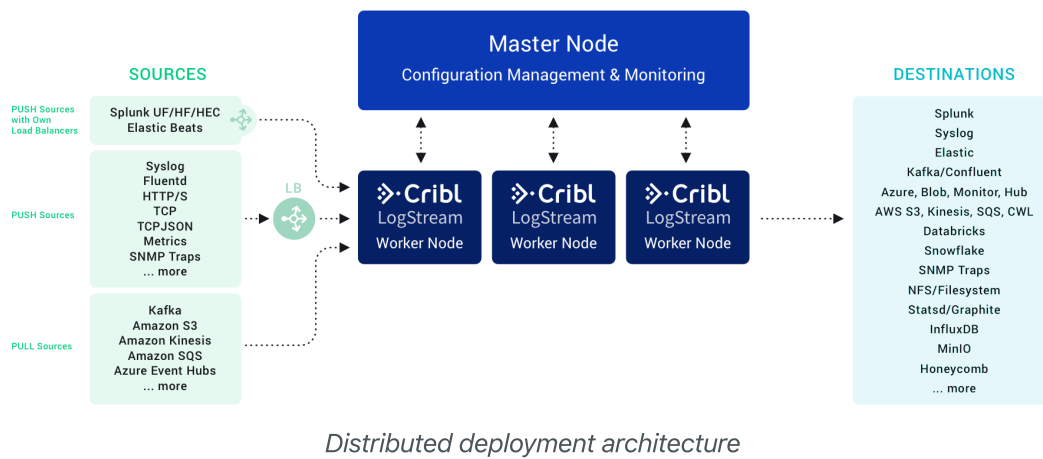 Master Node
Configuration Management & Monitoring
SOURCES
PUSH Sources
with Own
Load Balancers
Splunk UF/HF/HEC
Elastic Beats
PUSH Sources
Syslog
Fluentd
HTTP/S
TCP
TCPJSON
Metrics
SNMP Traps
... more
LB
PULL Sources
Kafka
Amazon S3
Amazon Kinesis
Amazon SQS
Azure Event Hubs
... more
Cribl
LogStream
Worker Node
Cribl
LogStream
Worker Node
Cribl
LogStream
Worker Node
DESTINATIONS
Splunk
Syslog
Elastic
Kafka/Confluent
Azure, Blob, Monitor, Hub
AWS S3, Kinesis, SQS, CWL
Databricks
Snowflake
SNMP Traps
NFS/Filesystem
Statsd/Graphite
InfluxDB
MinIO
Honeycomb
... more
Distributed deployment architecture